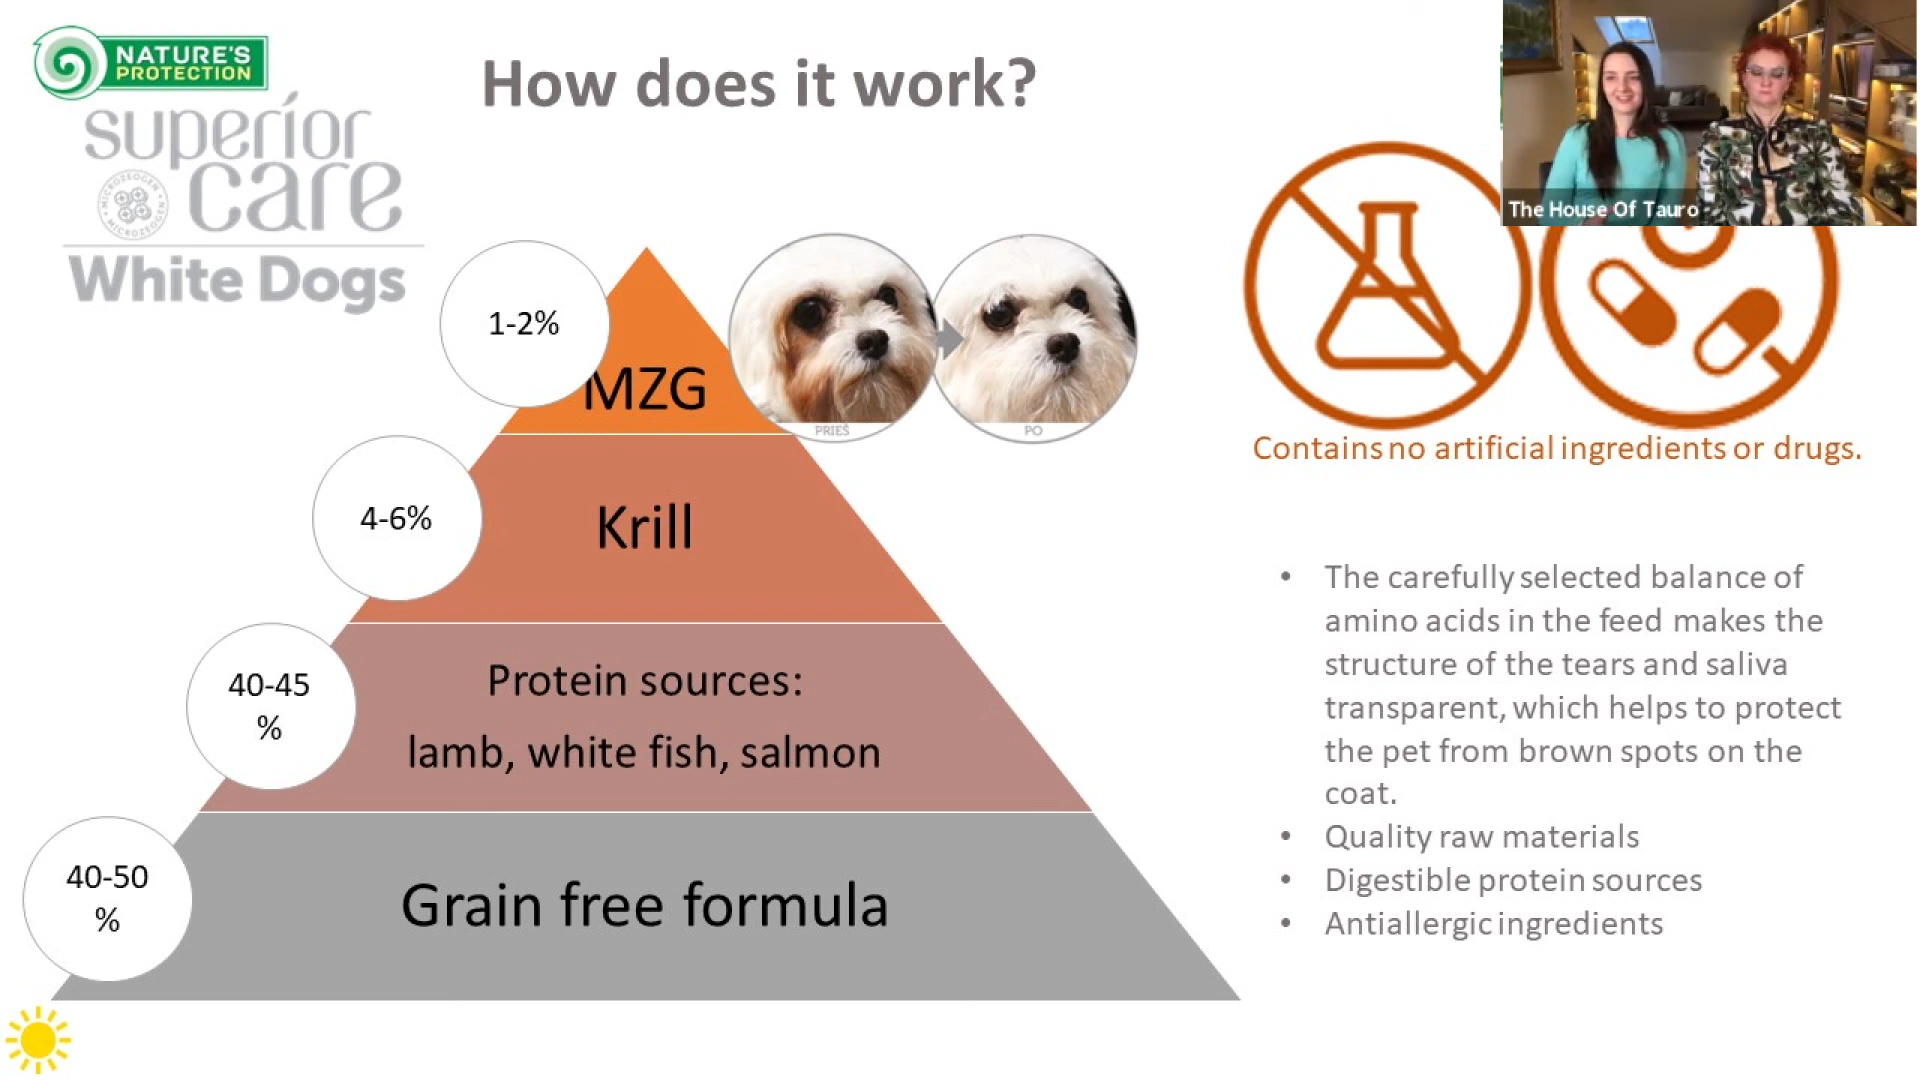 NATURE'S
PROTECTION
superior
care
MICROZEOGEN • MICROZEOGEN •
White Dogs
How does it work?
The House Of Tauro
1-2%
MZG
PRIEŠ
PO
4-6%
Krill
40-45
%
Protein sources:
lamb, white fish, salmon
40-50
%
Grain free formula
Contains no artificial ingredients or drugs.
• The carefully selected balance of
amino acids in the feed makes the
structure of the tears and saliva
transparent, which helps to protect
the pet from brown spots on the
coat.
• Quality raw materials
• Digestible protein sources
• Antiallergic ingredients